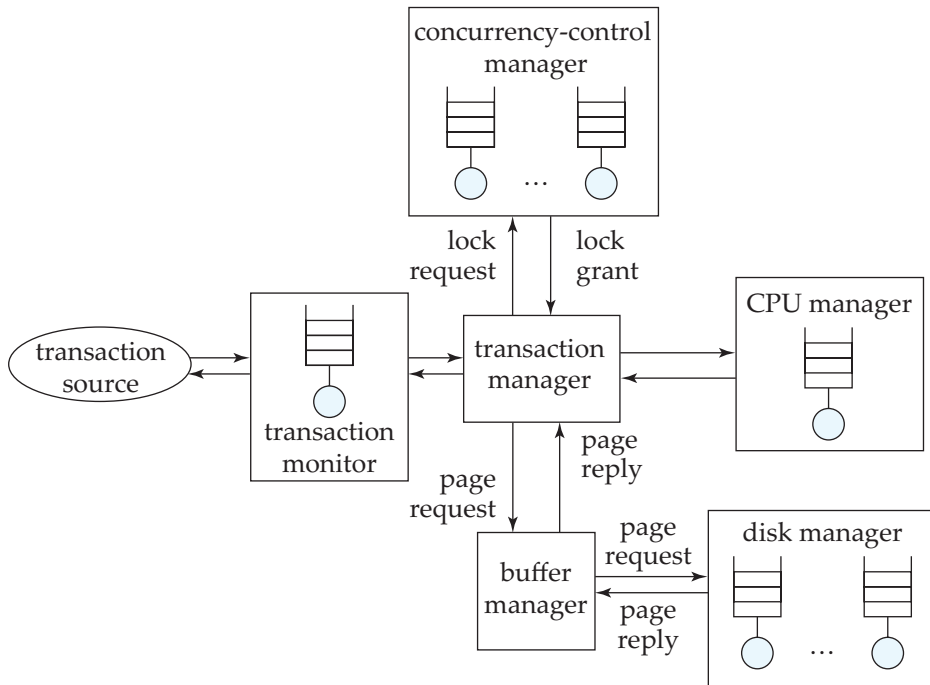 concurrency-control
manager
...
lock
request
lock
grant
CPU manager
transaction
source
transaction
monitor
transaction
manager
page
request
page
reply
buffer
manager
page
request
page
reply
disk manager
...